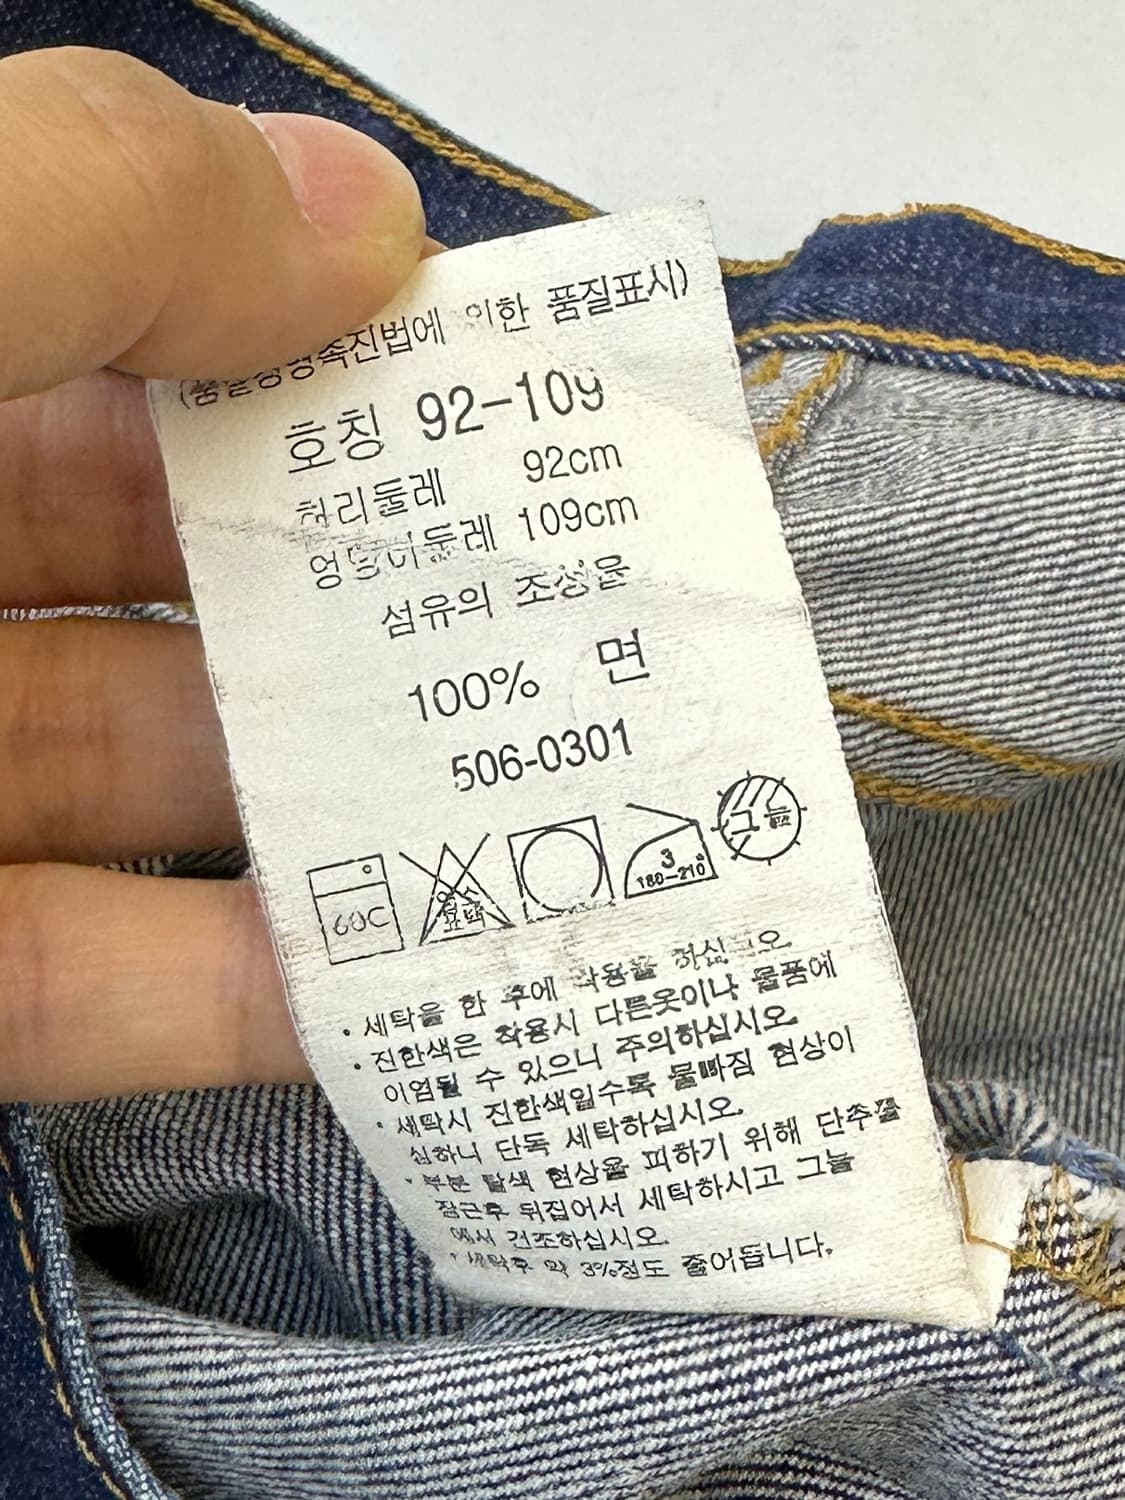 (품질경영촉진법에 의한 품질표시)
호칭 92-109
허리둘레 92cm
엉덩이둘레 109cm
섬유의 조성율
100% 면
506-0301
60C
염소
표백
3
180-210°
그늘
· 세탁을 한 후에 착용을 하십시오.
· 진한색은 착용시 다른옷이나 물품에
이염될 수 있으니 주의하십시오.
· 세탁시 진한색일수록 물빠짐 현상이
심하니 단독 세탁하십시오.
· 부분 탈색 현상을 피하기 위해 단추를
잠근후 뒤집어서 세탁하시고 그늘
에서 건조하십시오.
· 세탁후 약 3%정도 줄어듭니다.